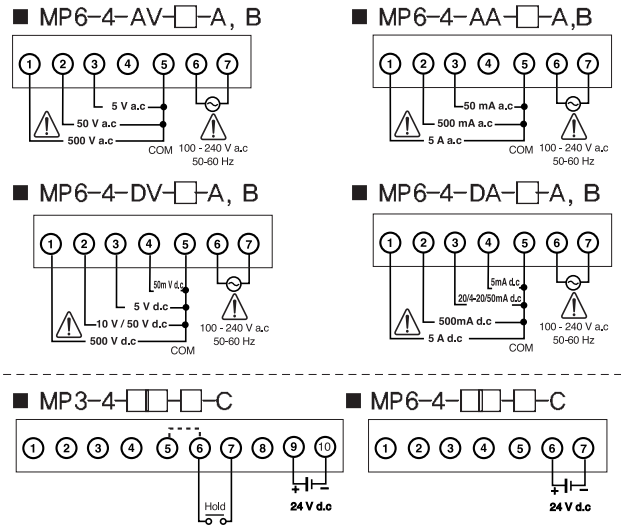 ■ MP6-4-AV-□-A, B
1 2 3 4 5 6 7
5 V a.c
50 V a.c
500 V a.c
COM
100 - 240 V a.c
50-60 Hz
■ MP6-4-AA-□-A,B
1 2 3 4 5 6 7
50 mA a.c
500 mA a.c
5 A a.c
COM
100 - 240 V a.c
50-60 Hz
■ MP6-4-DV-□-A, B
1 2 3 4 5 6 7
50m V d.c
5 V d.c
10 V / 50 V d.c
500 V d.c
COM
100 - 240 V a.c
50-60 Hz
■ MP6-4-DA-□-A, B
1 2 3 4 5 6 7
5mA d.c
20/4-20/50mA d.c
500mA d.c
5 A d.c
COM
100 - 240 V a.c
50-60 Hz
■ MP3-4-□□-□-C
1 2 3 4 5 6 7 8 9 10
Hold
+ −
24 V d.c
■ MP6-4-□□-□-C
1 2 3 4 5 6 7
+ −
24 V d.c